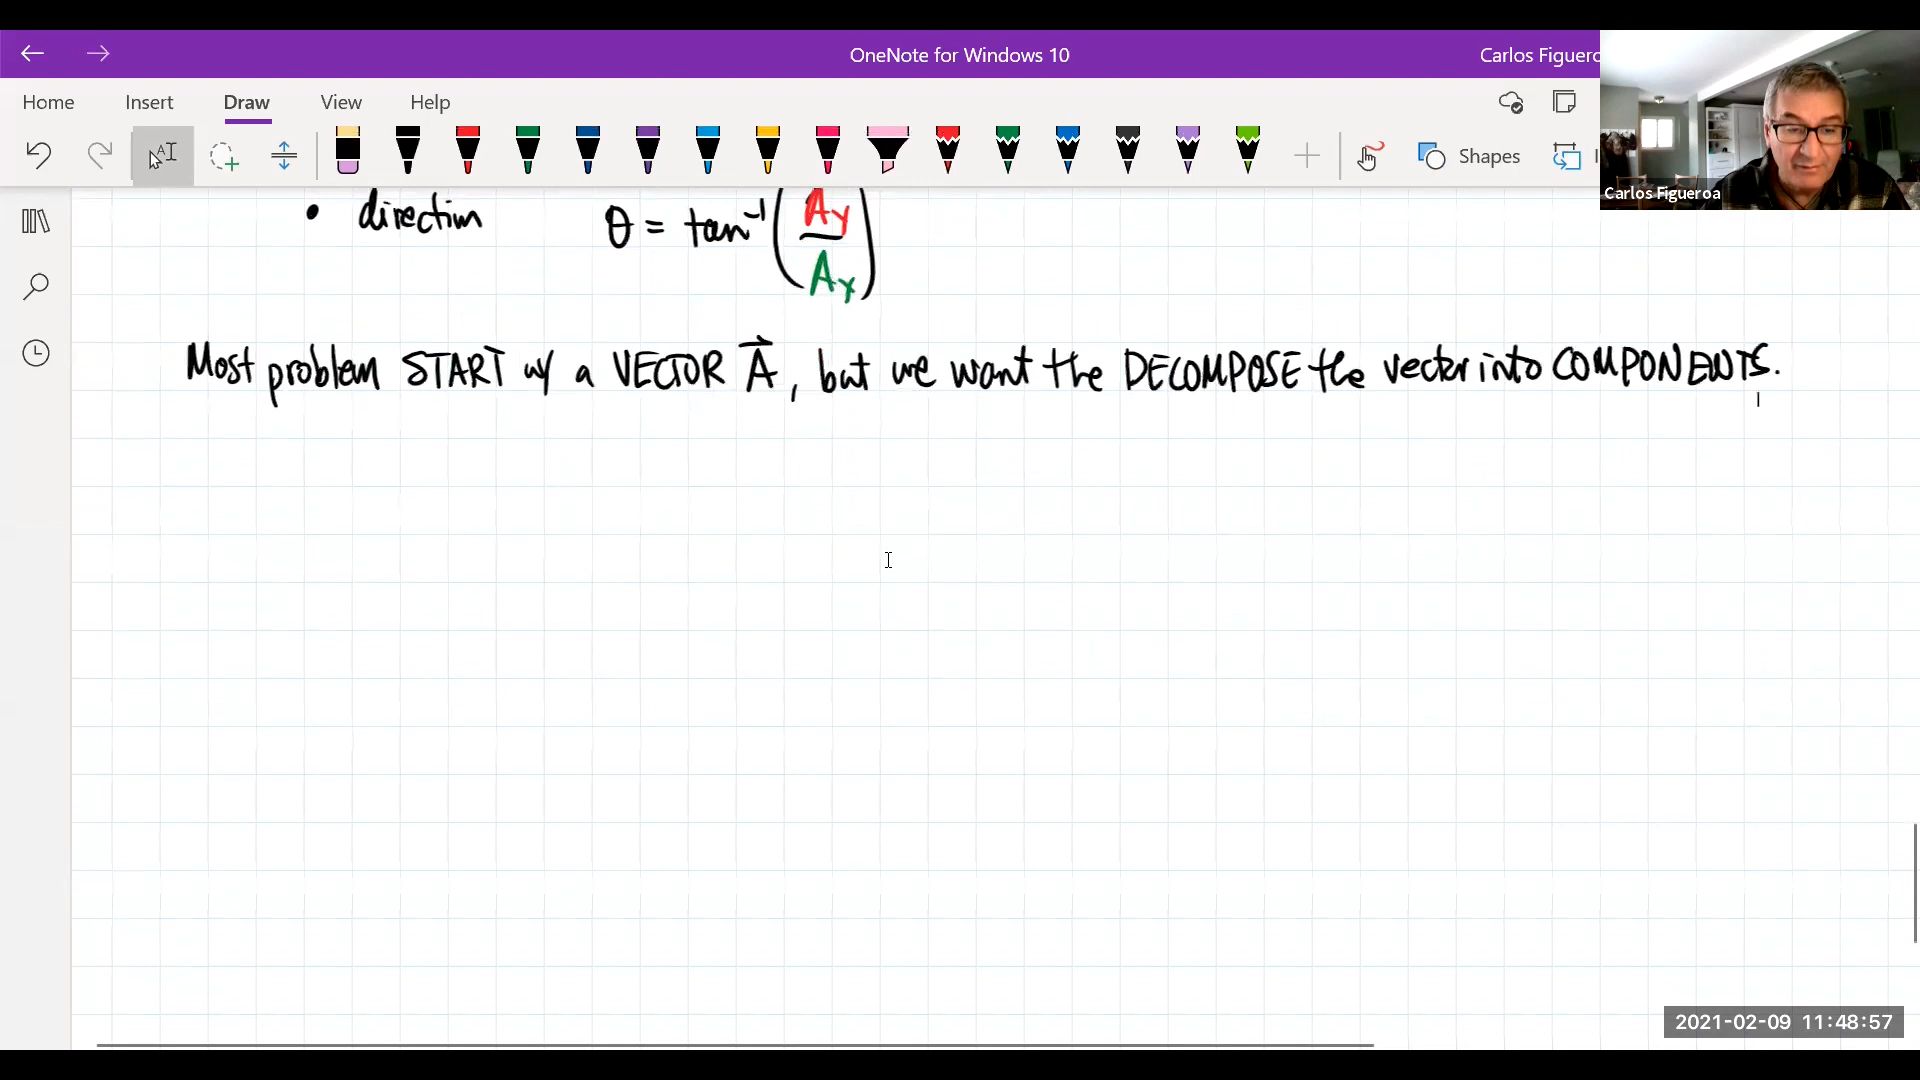 OneNote for Windows 10
Carlos Figuero
Home Insert Draw View Help
Shapes
Carlos Figueroa
• directim θ = tan⁻¹ (Ay/Ax)
Most problem START w/ a VECTOR A⃗, but we want the DECOMPOSE the vector into COMPONENTS.
2021-02-09 11:48:57